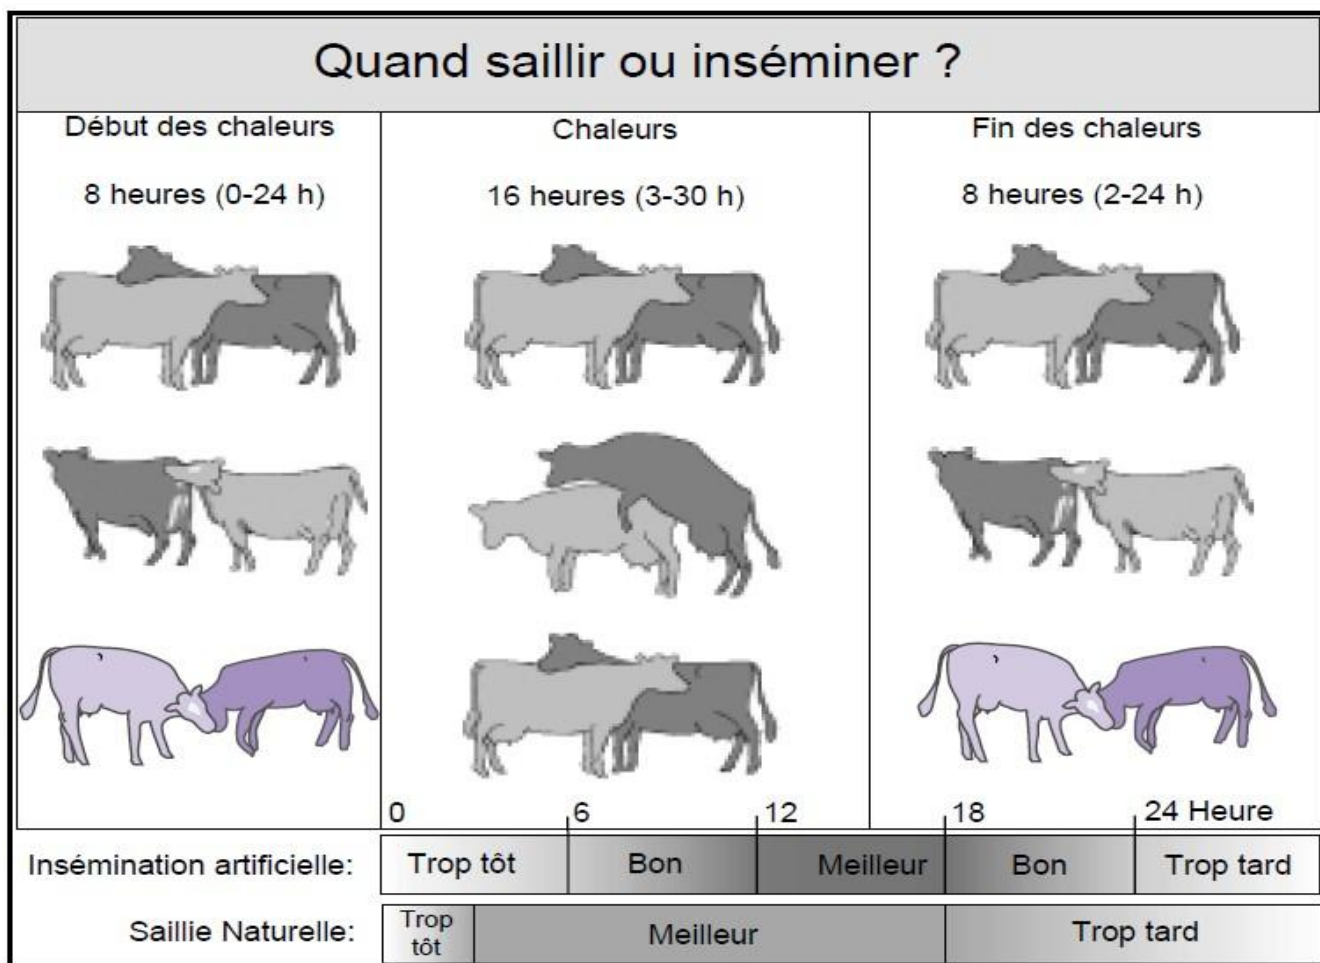 Quand saillir ou inséminer ?
Début des chaleurs
8 heures (0-24 h)
Chaleurs
16 heures (3-30 h)
Fin des chaleurs
8 heures (2-24 h)
0 6 12 18 24 Heure
Insémination artificielle: Trop tôt Bon Meilleur Bon Trop tard
Saillie Naturelle: Trop tôt Meilleur Trop tard